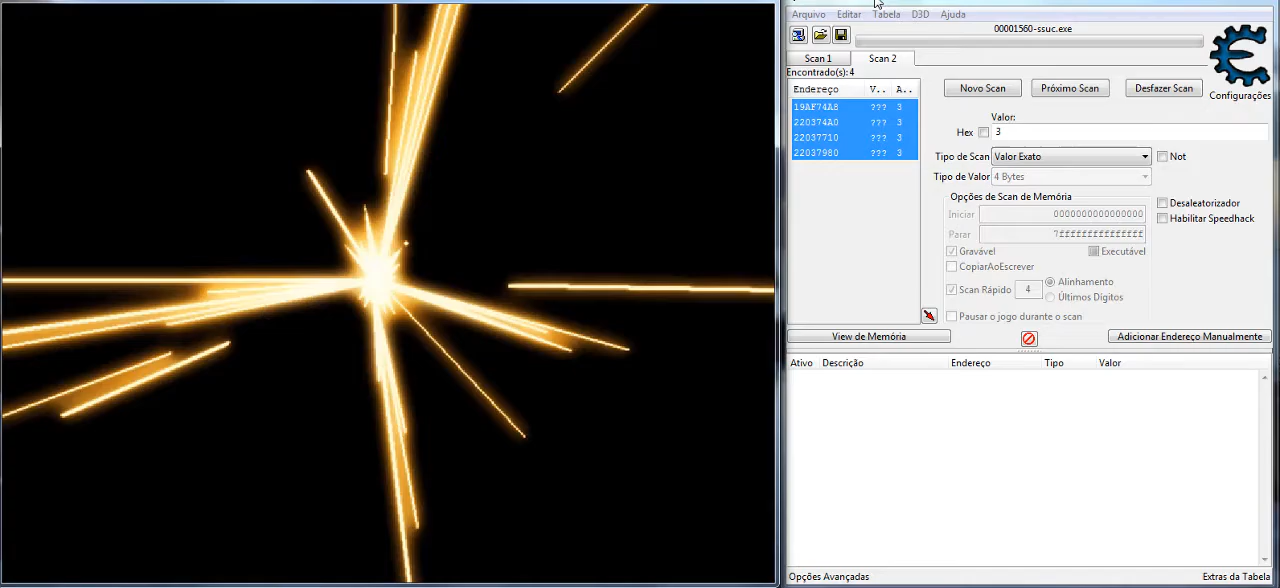 Arquivo Editar Tabela D3D Ajuda
00001560-ssuc.exe
Configurações
Scan 1 Scan 2
Encontrado(s):4
Endereço V.. A..
19AF74A8 ??? 3
220374A0 ??? 3
22037710 ??? 3
22037980 ??? 3
Novo Scan Próximo Scan Desfazer Scan
Valor:
Hex 3
Tipo de Scan Valor Exato Not
Tipo de Valor 4 Bytes
Opções de Scan de Memória
Iniciar 0000000000000000
Parar 7fffffffffffffff
Gravável Executável
CopiarAoEscrever
Scan Rápido 4 Alinhamento
Últimos Dígitos
Pausar o jogo durante o scan
Desaleatorizador
Habilitar Speedhack
View de Memória Adicionar Endereço Manualmente
Ativo Descrição Endereço Tipo Valor
Opções Avançadas Extras da Tabela